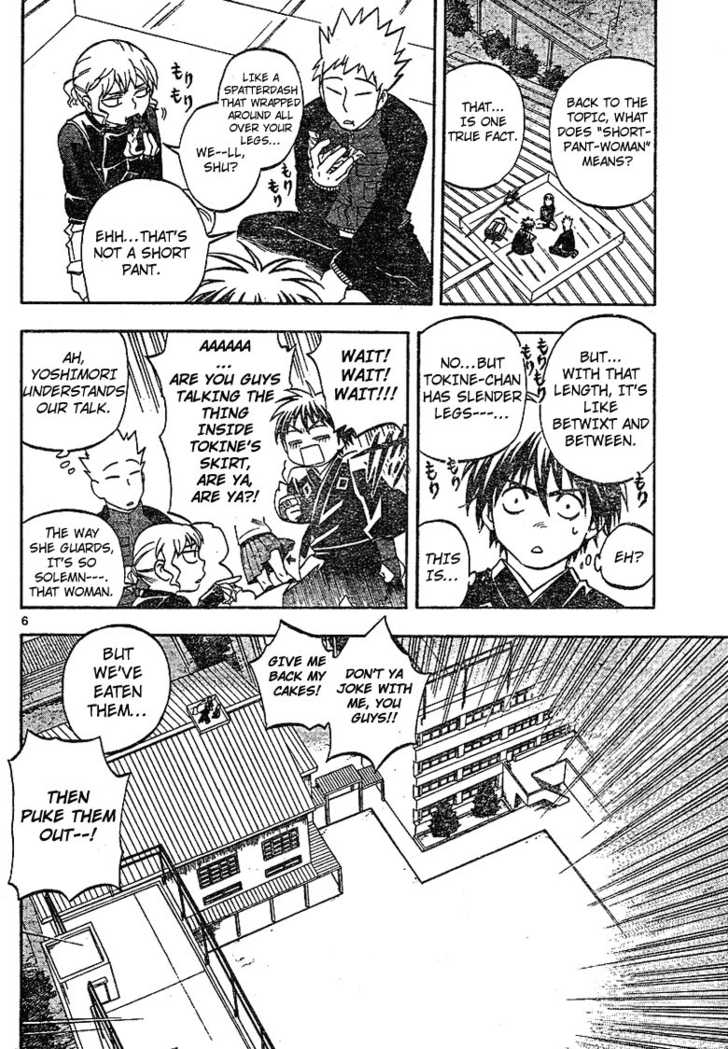 BACK TO THE
TOPIC, WHAT
DOES "SHORT-
PANT-WOMAN"
MEANS?
THAT...
IS ONE
TRUE FACT.
LIKE A
SPATTERDASH
THAT WRAPPED
AROUND ALL
OVER YOUR
LEGS...
WE--LL,
SHU?
もりもり
もりもり
EHH...THAT'S
NOT A SHORT
PANT.
BUT...
WITH THAT
LENGTH, IT'S
LIKE
BETWIXT AND
BETWEEN.
NO...BUT
TOKINE-CHAN
HAS SLENDER
LEGS---...
もりもり
もりもり
EH?
THIS
IS...
WAIT!
WAIT!
WAIT!!!
AAAAAA
...
ARE YOU GUYS
TALKING THE
THING
INSIDE
TOKINE'S
SKIRT,
ARE YA,
ARE YA?!
AH,
YOSHIMORI
UNDERSTANDS
OUR TALK.
THE WAY
SHE GUARDS,
IT'S SO
SOLEMN---.
THAT WOMAN.
6
DON'T YA
JOKE WITH
ME, YOU
GUYS!!
GIVE ME
BACK MY
CAKES!
BUT
WE'VE
EATEN
THEM...
THEN
PUKE THEM
OUT--!